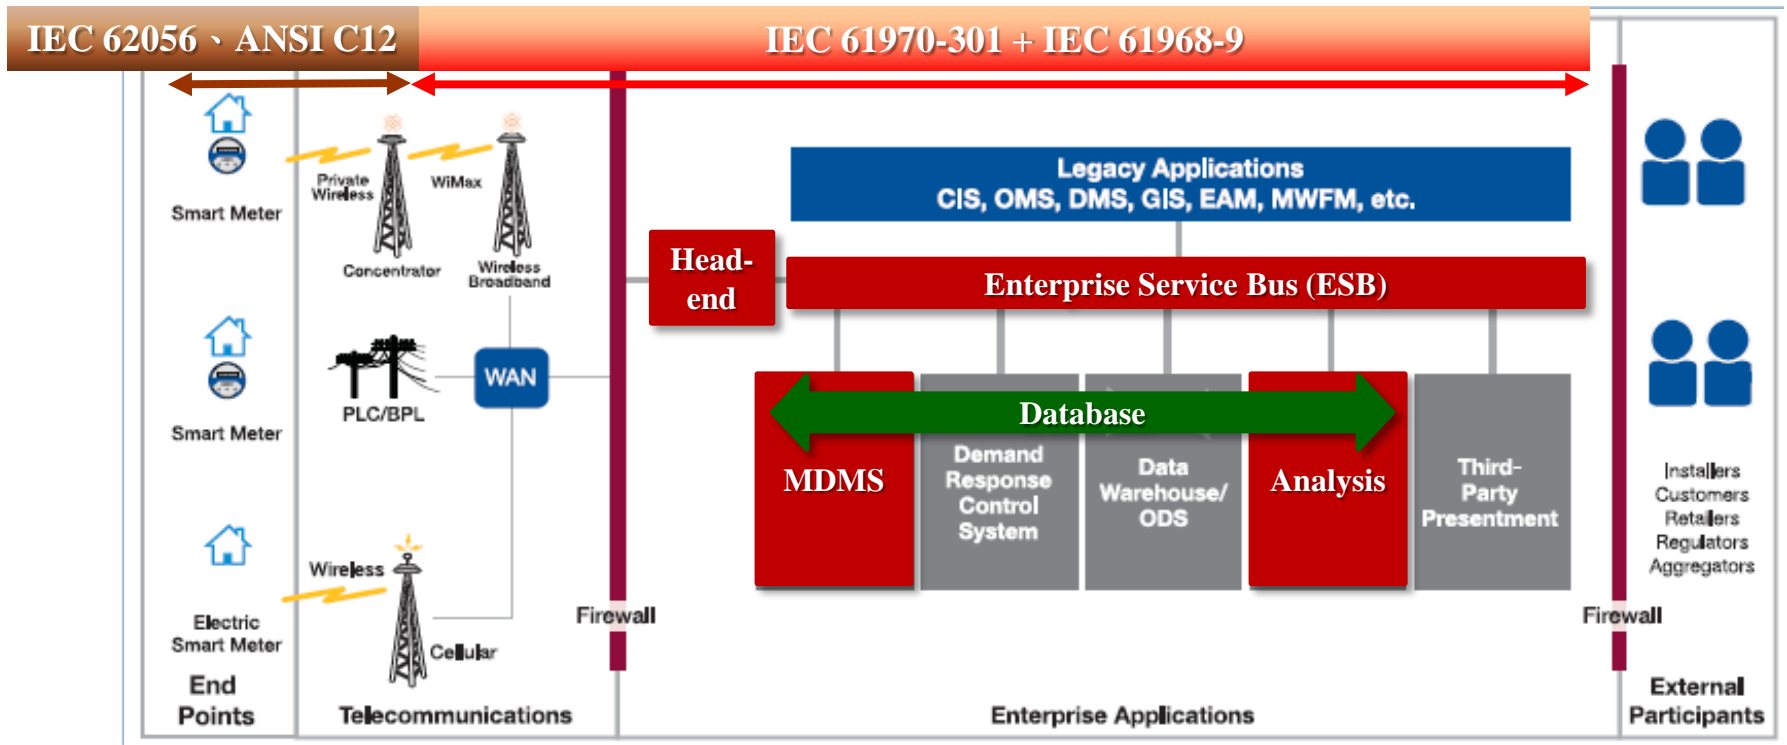 IEC 62056、ANSI C12
IEC 61970-301 + IEC 61968-9
Smart Meter
Private
Wireless
WiMax
Concentrator
Wireless
Broadband
Smart Meter
PLC/BPL
WAN
Electric
Smart Meter
Wireless
Cellular
Firewall
Legacy Applications
CIS, OMS, DMS, GIS, EAM, MWFM, etc.
Head-
end
Enterprise Service Bus (ESB)
Database
MDMS
Demand
Response
Control
System
Data
Warehouse/
ODS
Analysis
Third-
Party
Presentment
Firewall
Installers
Customers
Retailers
Regulators
Aggregators
End
Points
Telecommunications
Enterprise Applications
External
Participants